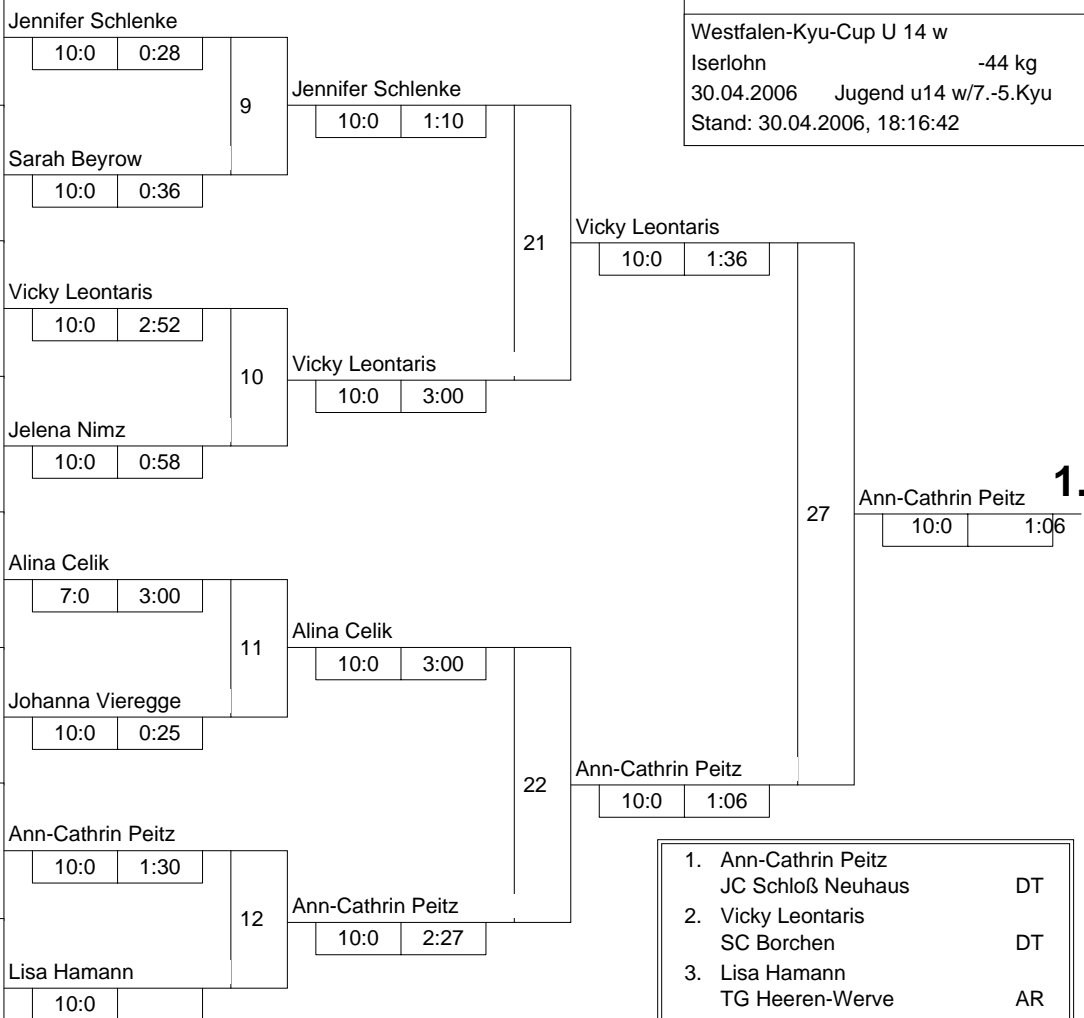 Jennifer Schlenke
10:0 0:28
9
Sarah Beyrow
10:0 0:36
Vicky Leontaris
10:0 2:52
10
Jelena Nimz
10:0 0:58
Alina Celik
7:0 3:00
11
Johanna Vieregge
10:0 0:25
Ann-Cathrin Peitz
10:0 1:30
12
Lisa Hamann
10:0
Jennifer Schlenke
10:0 1:10
21
Vicky Leontaris
10:0 3:00
Alina Celik
10:0 3:00
22
Ann-Cathrin Peitz
10:0 2:27
Vicky Leontaris
10:0 1:36
27
Ann-Cathrin Peitz
10:0 1:06
Ann-Cathrin Peitz 1.
10:0 1:06
Westfalen-Kyu-Cup U 14 w
Iserlohn -44 kg
30.04.2006 Jugend u14 w/7.-5.Kyu
Stand: 30.04.2006, 18:16:42
1. Ann-Cathrin Peitz
JC Schloß Neuhaus DT
2. Vicky Leontaris
SC Borchen DT
3. Lisa Hamann
TG Heeren-Werve AR